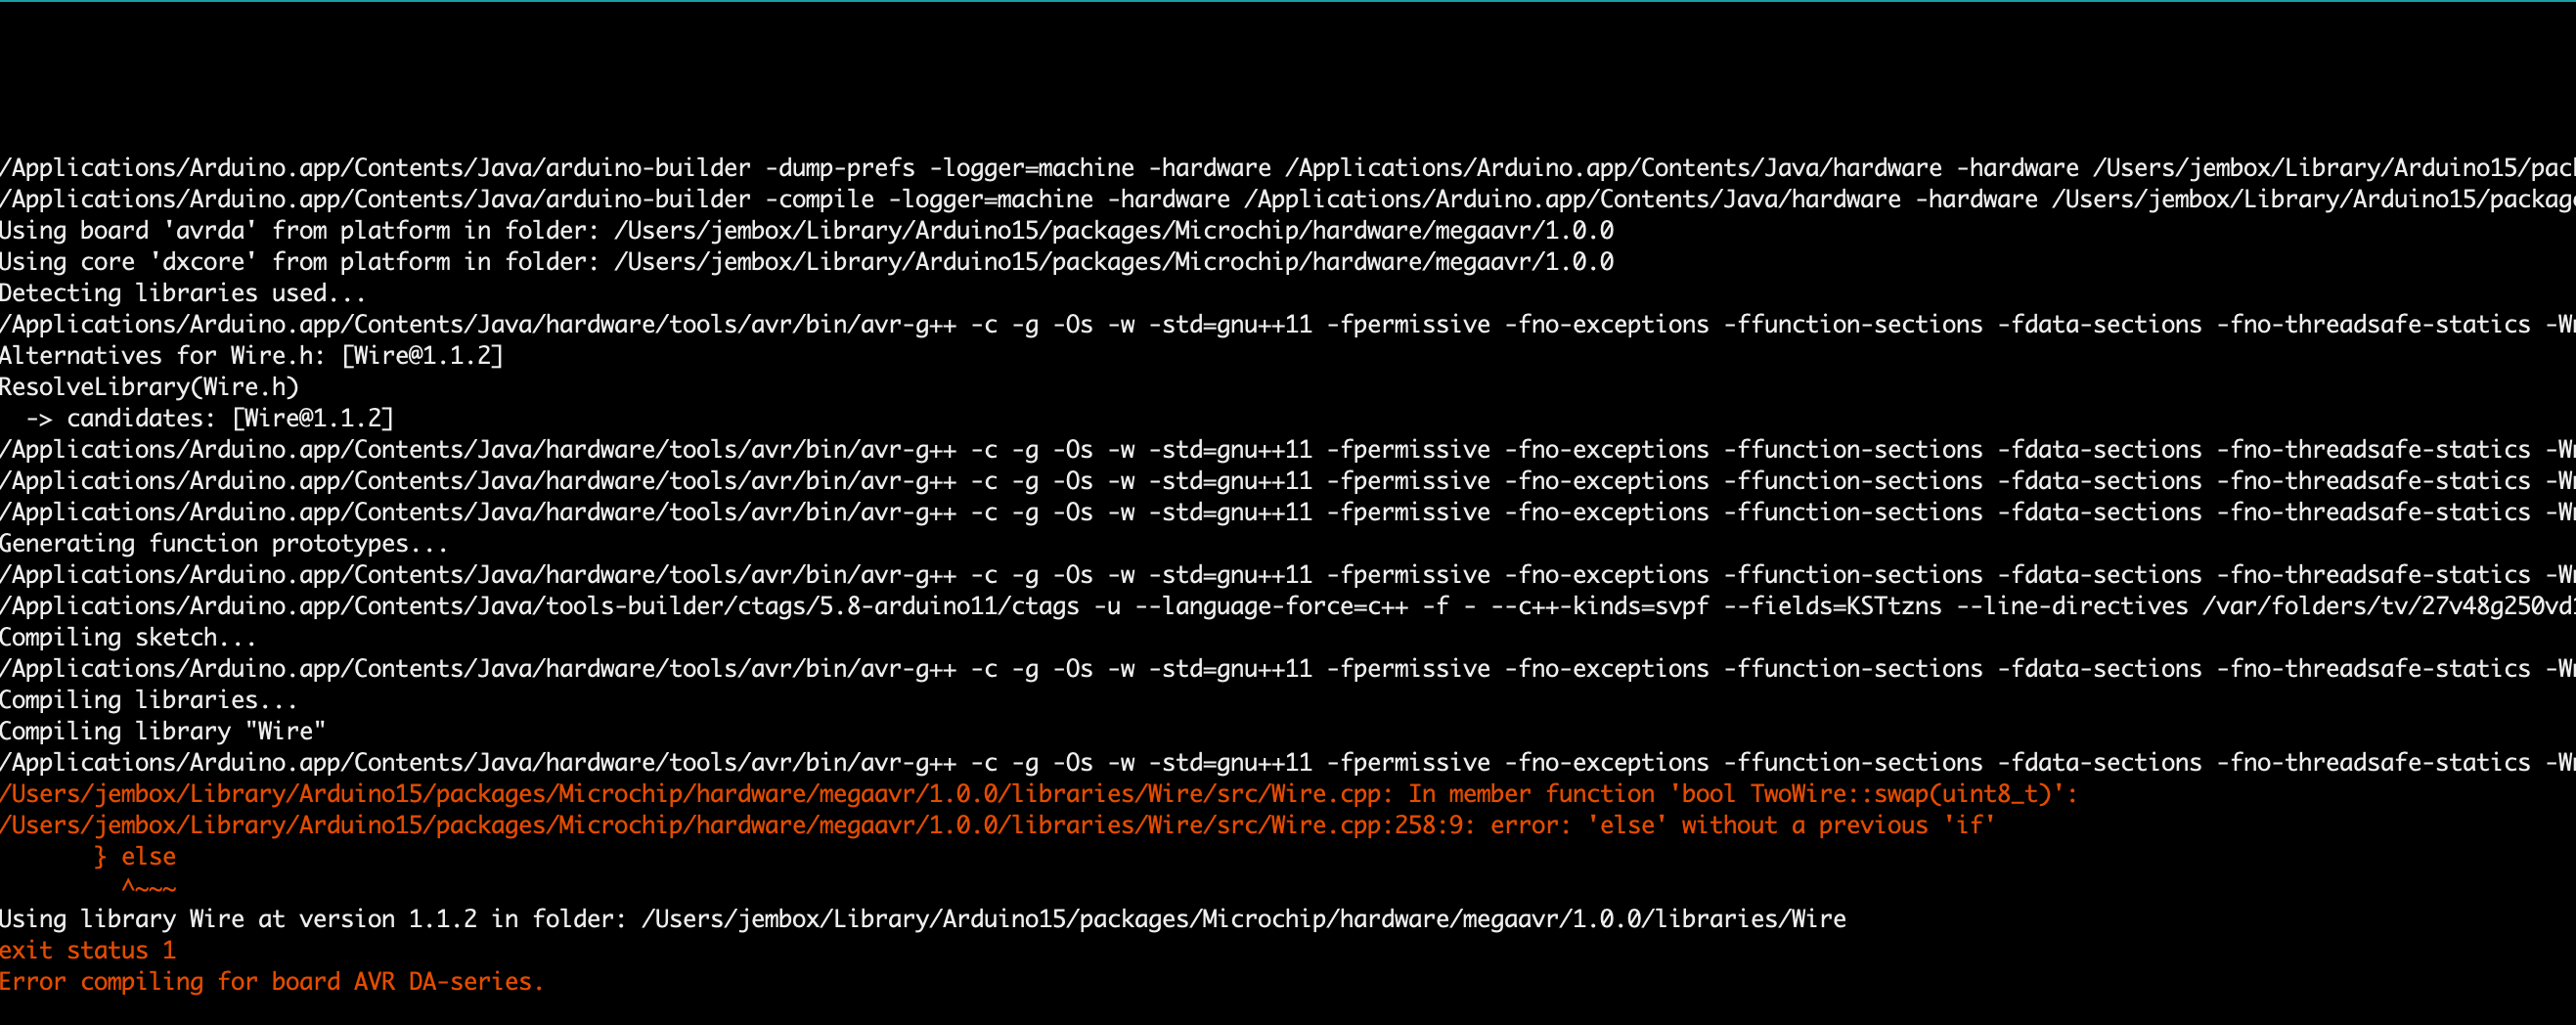 /Applications/Arduino.app/Contents/Java/arduino-builder -dump-prefs -logger=machine -hardware /Applications/Arduino.app/Contents/Java/hardware -hardware /Users/jembox/Library/Arduino15/pack
/Applications/Arduino.app/Contents/Java/arduino-builder -compile -logger=machine -hardware /Applications/Arduino.app/Contents/Java/hardware -hardware /Users/jembox/Library/Arduino15/package
Using board 'avrda' from platform in folder: /Users/jembox/Library/Arduino15/packages/Microchip/hardware/megaavr/1.0.0
Using core 'dxcore' from platform in folder: /Users/jembox/Library/Arduino15/packages/Microchip/hardware/megaavr/1.0.0
Detecting libraries used...
/Applications/Arduino.app/Contents/Java/hardware/tools/avr/bin/avr-g++ -c -g -Os -w -std=gnu++11 -fpermissive -fno-exceptions -ffunction-sections -fdata-sections -fno-threadsafe-statics -W
Alternatives for Wire.h: [Wire@1.1.2]
ResolveLibrary(Wire.h)
  -> candidates: [Wire@1.1.2]
/Applications/Arduino.app/Contents/Java/hardware/tools/avr/bin/avr-g++ -c -g -Os -w -std=gnu++11 -fpermissive -fno-exceptions -ffunction-sections -fdata-sections -fno-threadsafe-statics -W
/Applications/Arduino.app/Contents/Java/hardware/tools/avr/bin/avr-g++ -c -g -Os -w -std=gnu++11 -fpermissive -fno-exceptions -ffunction-sections -fdata-sections -fno-threadsafe-statics -W
/Applications/Arduino.app/Contents/Java/hardware/tools/avr/bin/avr-g++ -c -g -Os -w -std=gnu++11 -fpermissive -fno-exceptions -ffunction-sections -fdata-sections -fno-threadsafe-statics -W
Generating function prototypes...
/Applications/Arduino.app/Contents/Java/hardware/tools/avr/bin/avr-g++ -c -g -Os -w -std=gnu++11 -fpermissive -fno-exceptions -ffunction-sections -fdata-sections -fno-threadsafe-statics -W
/Applications/Arduino.app/Contents/Java/tools-builder/ctags/5.8-arduino11/ctags -u --language-force=c++ -f - --c++-kinds=svpf --fields=KSTtzns --line-directives /var/folders/tv/27v48g250vd
Compiling sketch...
/Applications/Arduino.app/Contents/Java/hardware/tools/avr/bin/avr-g++ -c -g -Os -w -std=gnu++11 -fpermissive -fno-exceptions -ffunction-sections -fdata-sections -fno-threadsafe-statics -W
Compiling libraries...
Compiling library "Wire"
/Applications/Arduino.app/Contents/Java/hardware/tools/avr/bin/avr-g++ -c -g -Os -w -std=gnu++11 -fpermissive -fno-exceptions -ffunction-sections -fdata-sections -fno-threadsafe-statics -W
/Users/jembox/Library/Arduino15/packages/Microchip/hardware/megaavr/1.0.0/libraries/Wire/src/Wire.cpp: In member function 'bool TwoWire::swap(uint8_t)':
/Users/jembox/Library/Arduino15/packages/Microchip/hardware/megaavr/1.0.0/libraries/Wire/src/Wire.cpp:258:9: error: 'else' without a previous 'if'
       } else
         ^~~~
Using library Wire at version 1.1.2 in folder: /Users/jembox/Library/Arduino15/packages/Microchip/hardware/megaavr/1.0.0/libraries/Wire
exit status 1
Error compiling for board AVR DA-series.